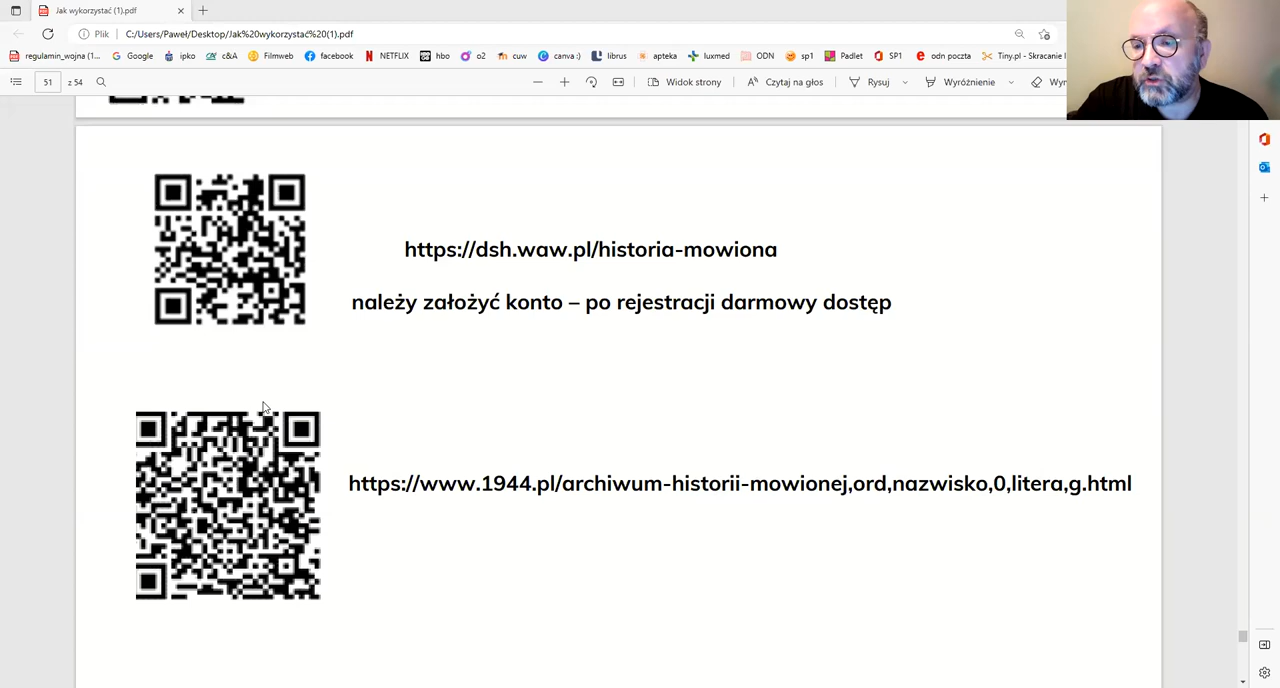 Jak wykorzystać (1).pdf
Plik
C:/Users/Paweł/Desktop/Jak%20wykorzystać%20(1).pdf
regulamin_wojna (1...
Google
ipko
c&A
Filmweb
facebook
NETFLIX
hbo
o2
cuw
canva :)
librus
apteka
luxmed
ODN
sp1
Padlet
SP1
odn poczta
Tiny.pl - Skracanie l
51 z 54
Widok strony
Czytaj na głos
Rysuj
Wyróżnienie
https://dsh.waw.pl/historia-mowiona
należy założyć konto – po rejestracji darmowy dostęp
https://www.1944.pl/archiwum-historii-mowionej,ord,nazwisko,0,litera,g.html